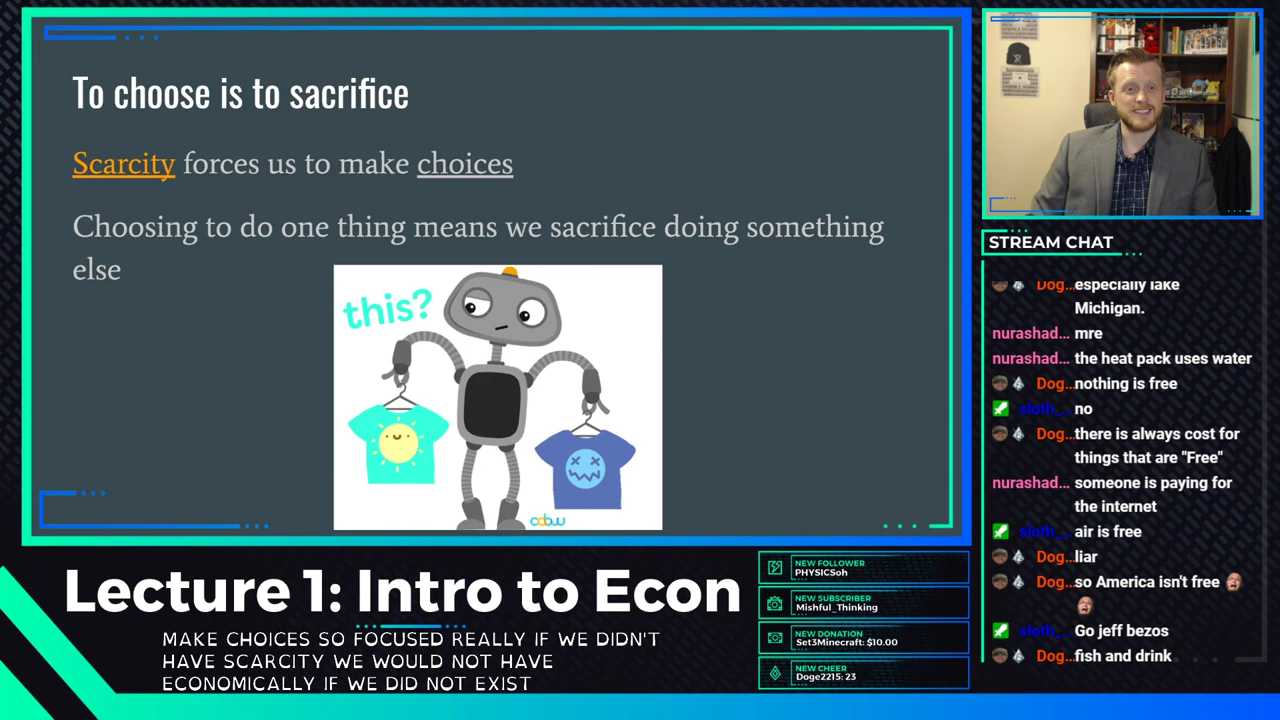 To choose is to sacrifice
Scarcity forces us to make choices
Choosing to do one thing means we sacrifice doing something
else
this?
Lecture 1: Intro to Econ
MAKE CHOICES SO FOCUSED REALLY IF WE DIDN'T
HAVE SCARCITY WE WOULD NOT HAVE
ECONOMICALLY IF WE DID NOT EXIST
NEW FOLLOWER
PHYSICSoh
NEW SUBSCRIBER
Mishful_Thinking
NEW DONATION
Set3Minecraft: $10.00
NEW CHEER
Doge2215: 23
STREAM CHAT
Dog... especially lake
Michigan.
nurashad... mre
nurashad... the heat pack uses water
Dog... nothing is free
sloth_... no
Dog... there is always cost for
things that are "Free"
nurashad... someone is paying for
the internet
sloth_... air is free
Dog... liar
Dog... so America isn't free
sloth_... Go jeff bezos
Dog... fish and drink